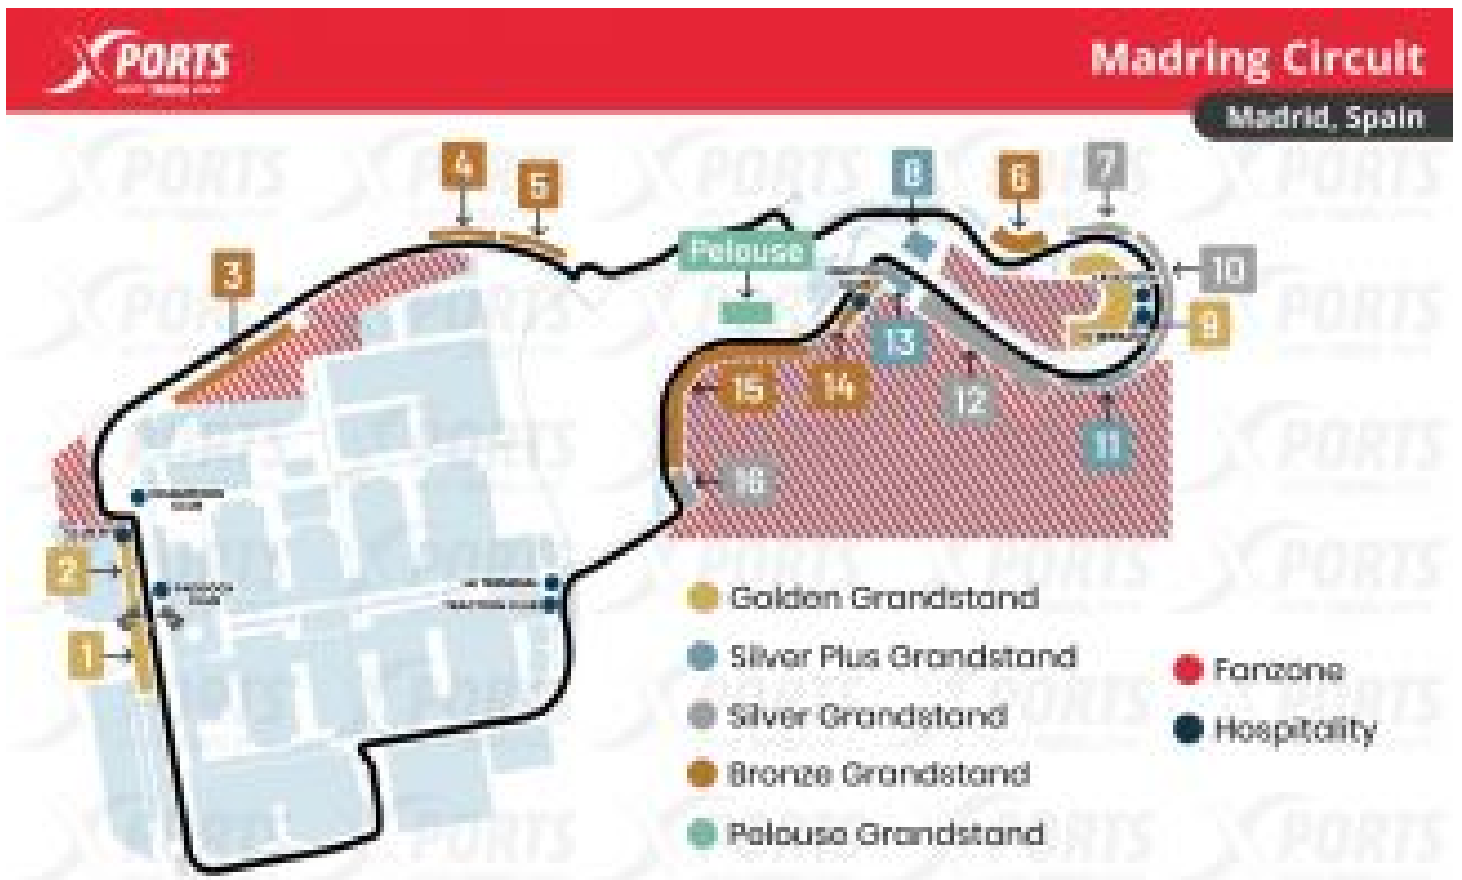 XPORTS
Madring Circuit
Madrid, Spain
4
5
8
6
7
3
Pelouse
10
9
13
15
14
12
11
16
2
1
Golden Grandstand
Silver Plus Grandstand
Silver Grandstand
Bronze Grandstand
Pelouse Grandstand
Fanzone
Hospitality